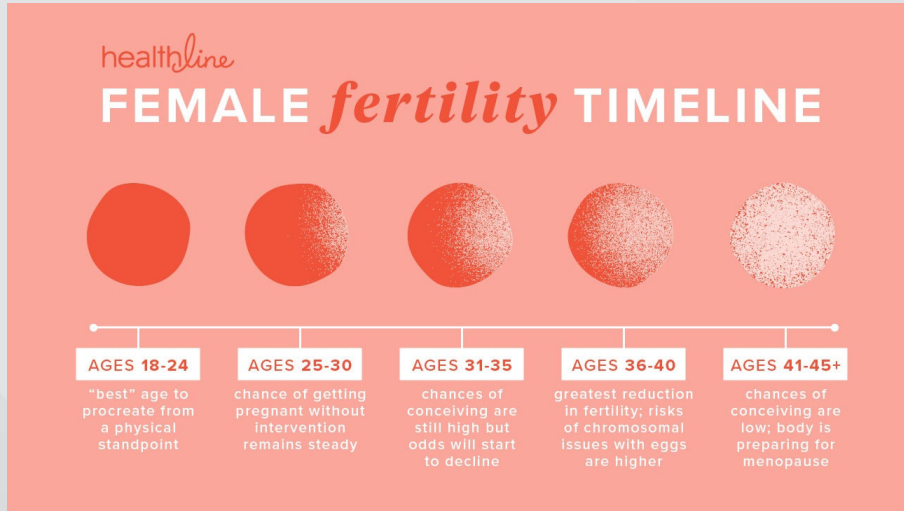 healthline
FEMALE fertility TIMELINE
AGES 18-24
"best" age to
procreate from
a physical
standpoint
AGES 25-30
chance of getting
pregnant without
intervention
remains steady
AGES 31-35
chances of
conceiving are
still high but
odds will start
to decline
AGES 36-40
greatest reduction
in fertility; risks
of chromosomal
issues with eggs
are higher
AGES 41-45+
chances of
conceiving are
low; body is
preparing for
menopause